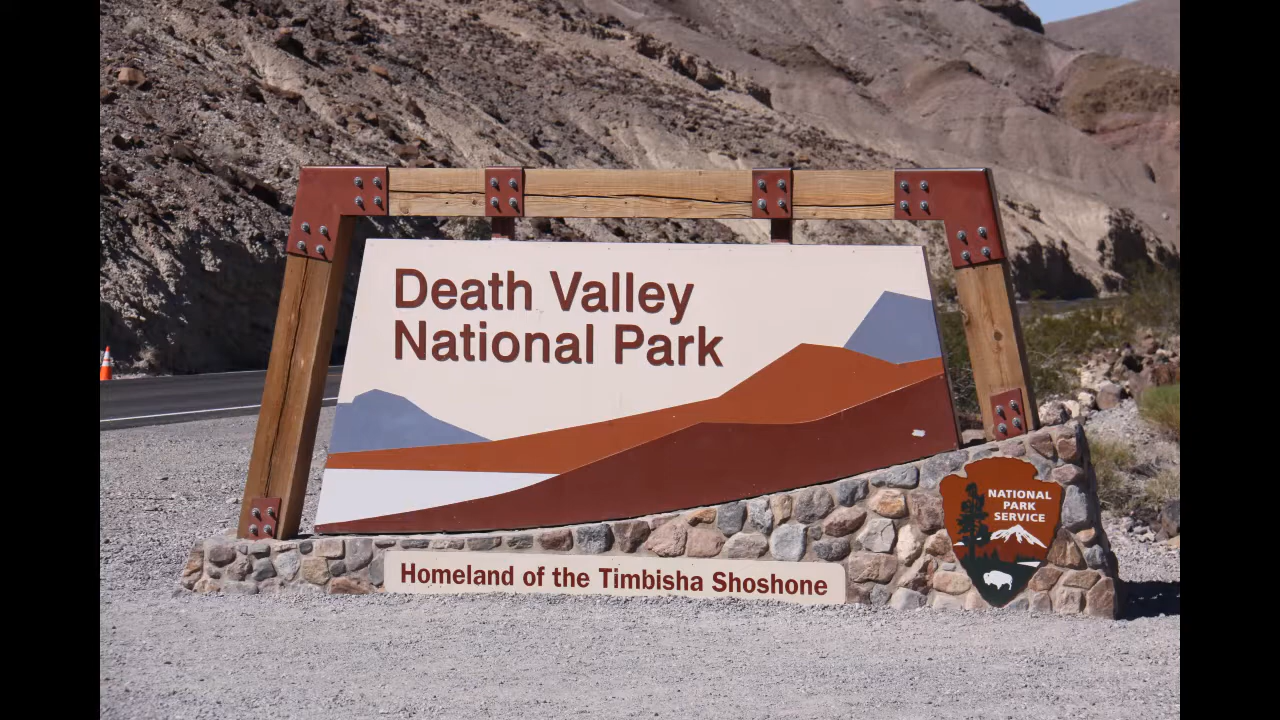 Death Valley
National Park
Homeland of the Timbisha Shoshone
NATIONAL
PARK
SERVICE